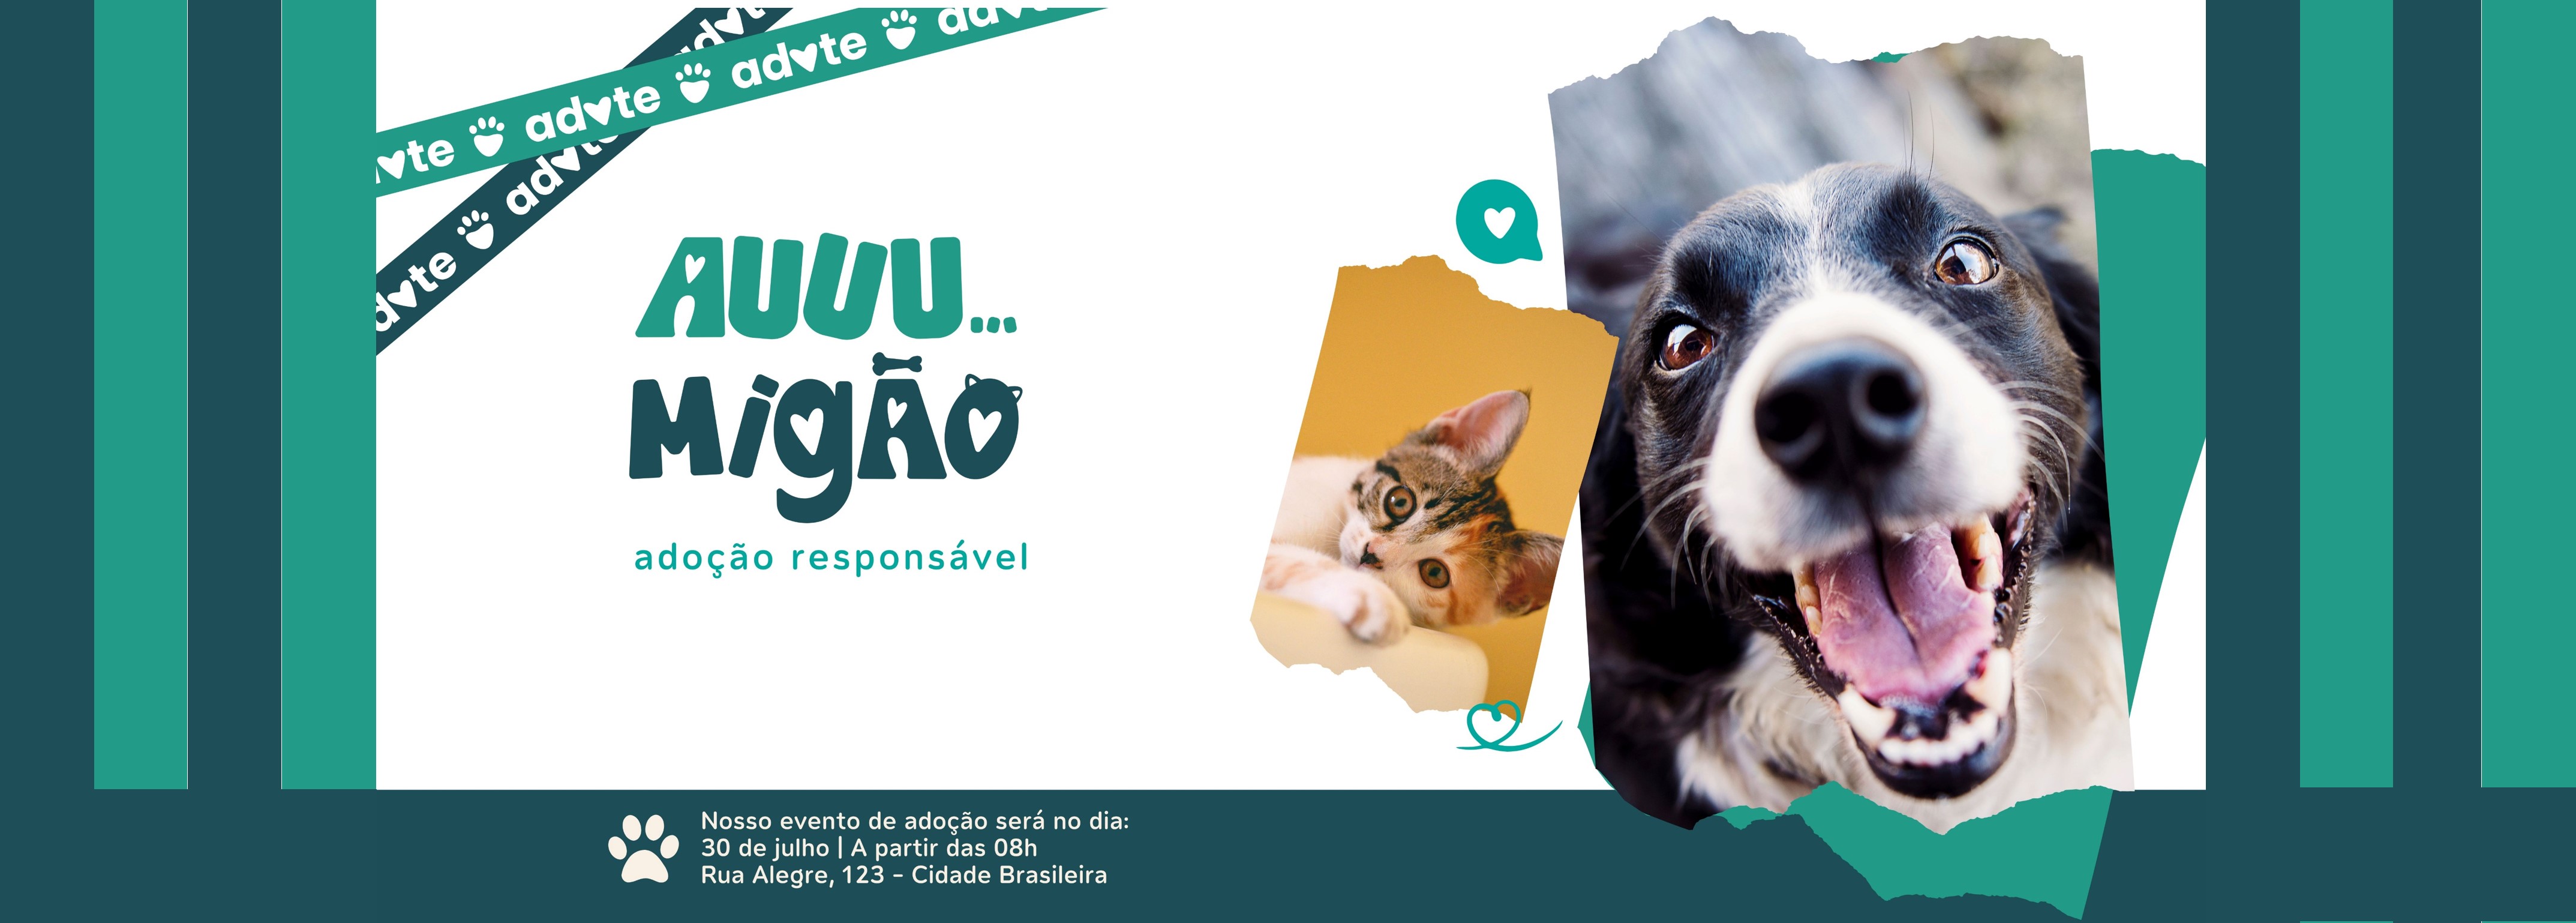 adote
adote adote adote
adote
adote
AUUU...
MigÃO
adoção responsável
Nosso evento de adoção será no dia:
30 de julho | A partir das 08h
Rua Alegre, 123 - Cidade Brasileira